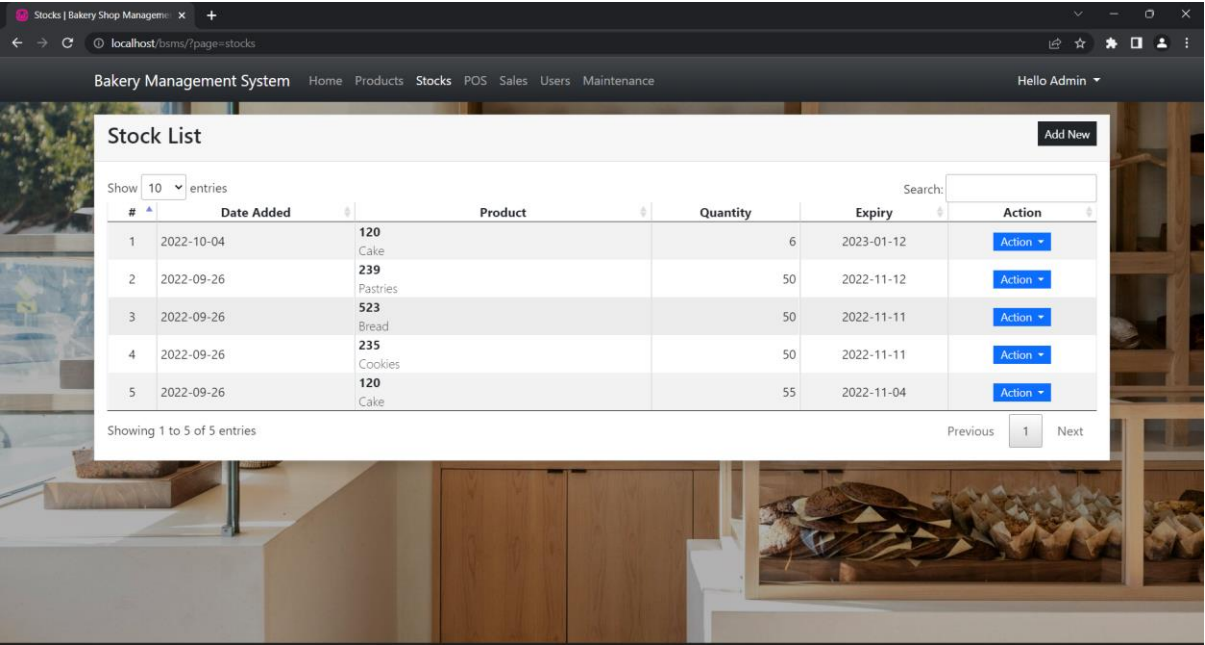 Stocks | Bakery Shop Manageme
localhost/bsms/?page=stocks
Bakery Management System Home Products Stocks POS Sales Users Maintenance Hello Admin
Stock List Add New
Show 10 entries Search:
# Date Added Product Quantity Expiry Action
1 2022-10-04 120 Cake 6 2023-01-12 Action
2 2022-09-26 239 Pastries 50 2022-11-12 Action
3 2022-09-26 523 Bread 50 2022-11-11 Action
4 2022-09-26 235 Cookies 50 2022-11-11 Action
5 2022-09-26 120 Cake 55 2022-11-04 Action
Showing 1 to 5 of 5 entries Previous 1 Next